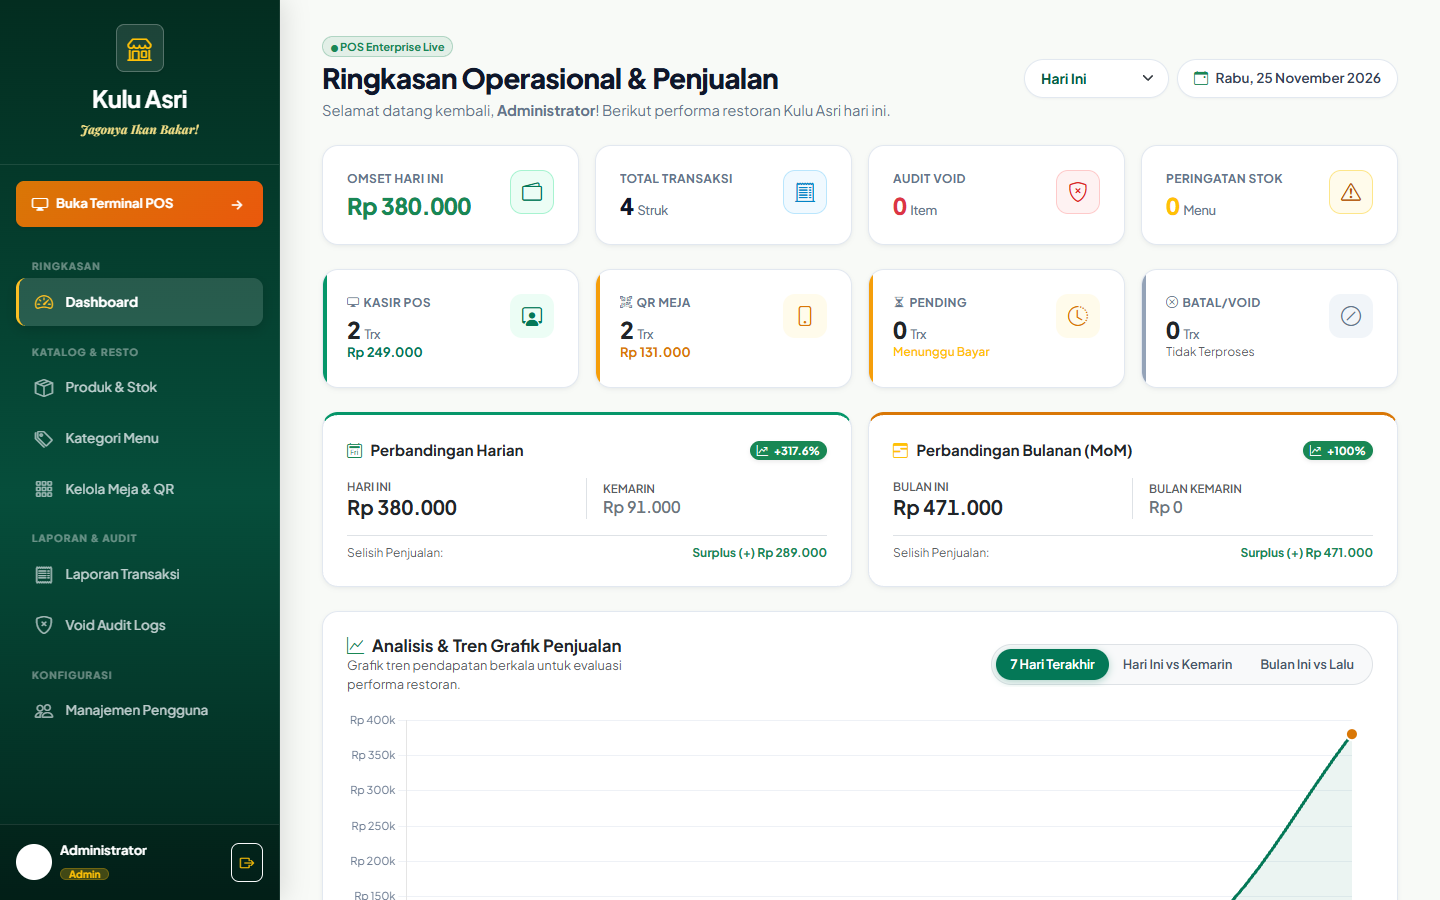 Kulu Asri
Jagonya Ikan Bakar!
Buka Terminal POS
RINGKASAN
Dashboard
KATALOG & RESTO
Produk & Stok
Kategori Menu
Kelola Meja & QR
LAPORAN & AUDIT
Laporan Transaksi
Void Audit Logs
KONFIGURASI
Manajemen Pengguna
Administrator
Admin
POS Enterprise Live
Ringkasan Operasional & Penjualan
Selamat datang kembali, Administrator! Berikut performa restoran Kulu Asri hari ini.
Hari Ini
Rabu, 25 November 2026
OMSET HARI INI
Rp 380.000
TOTAL TRANSAKSI
4 Struk
AUDIT VOID
0 Item
PERINGATAN STOK
0 Menu
KASIR POS
2 Trx
Rp 249.000
QR MEJA
2 Trx
Rp 131.000
PENDING
0 Trx
Menunggu Bayar
BATAL/VOID
0 Trx
Tidak Terproses
Fri
Perbandingan Harian
+317.6%
HARI INI
Rp 380.000
KEMARIN
Rp 91.000
Selisih Penjualan:
Surplus (+) Rp 289.000
Perbandingan Bulanan (MoM)
+100%
BULAN INI
Rp 471.000
BULAN KEMARIN
Rp 0
Selisih Penjualan:
Surplus (+) Rp 471.000
Analisis & Tren Grafik Penjualan
Grafik tren pendapatan berkala untuk evaluasi
performa restoran.
7 Hari Terakhir
Hari Ini vs Kemarin
Bulan Ini vs Lalu
Rp 400k
Rp 350k
Rp 300k
Rp 250k
Rp 200k
Rp 150k